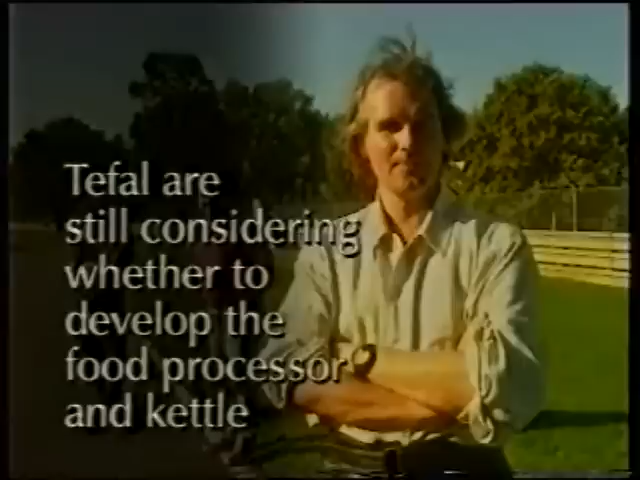 Tefal are
still considering
whether to
develop the
food processor
and kettle